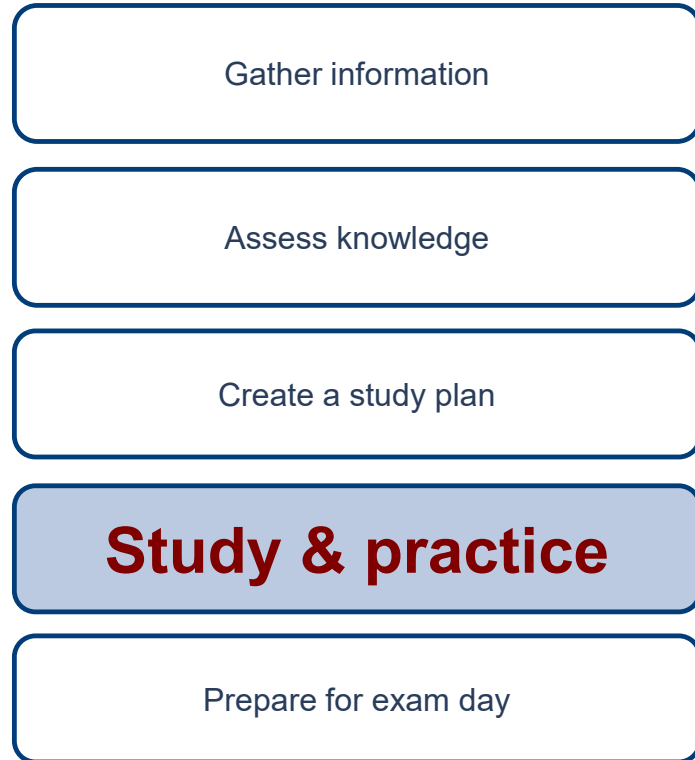 Gather information
Assess knowledge
Create a study plan
Study & practice
Prepare for exam day